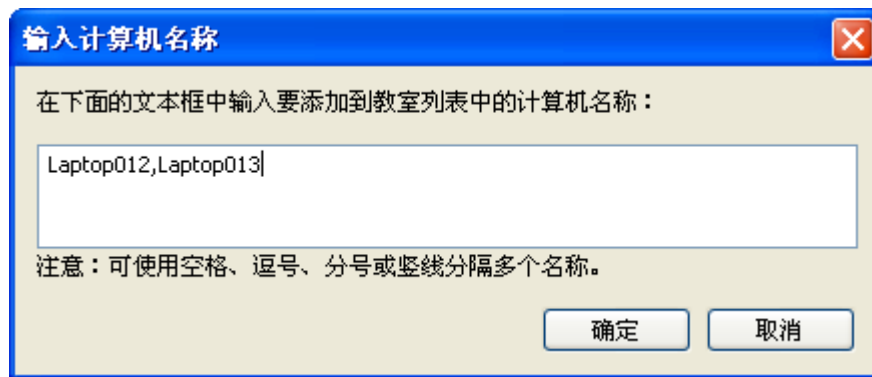 输入计算机名称
在下面的文本框中输入要添加到教室列表中的计算机名称：
Laptop012,Laptop013
注意：可使用空格、逗号、分号或竖线分隔多个名称。
确定 取消